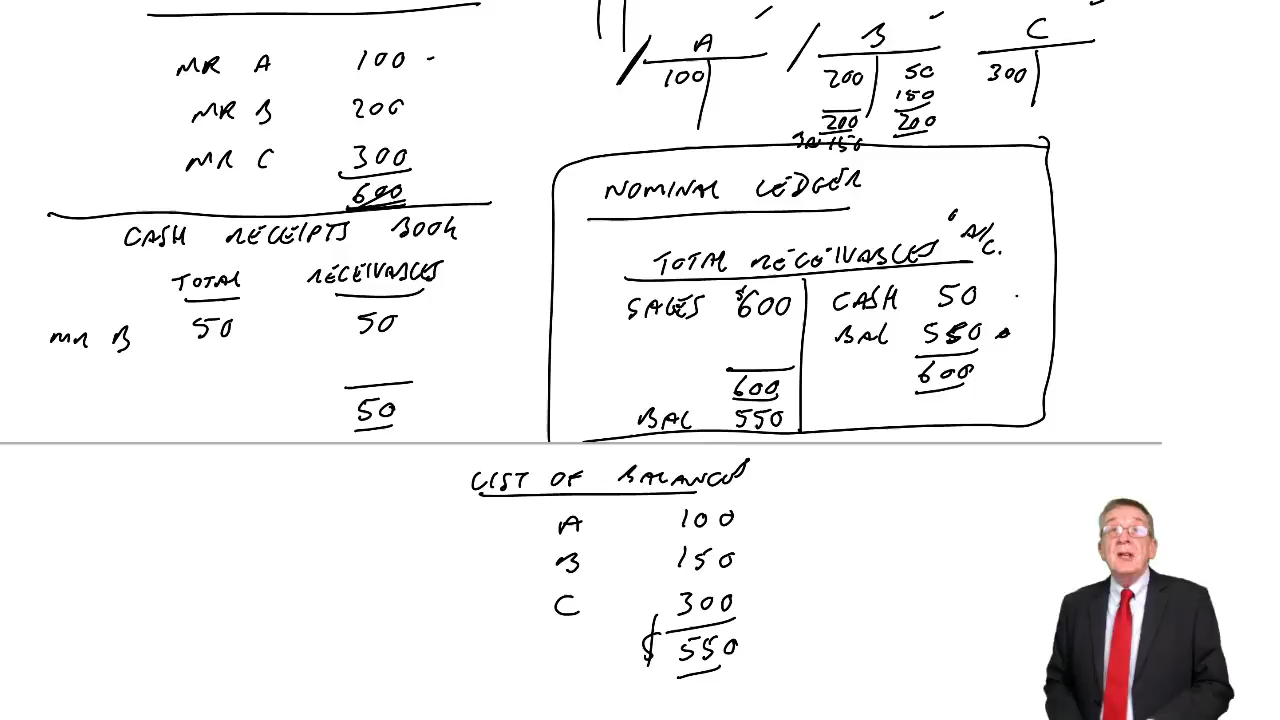 MR A 100
MR B 200
MR C 300
600
CASH RECEIPTS BOOK
TOTAL RECEIVABLES
MR B 50 50
50
A
100
B
200 50
150
200 200
BAL 150
C
300
NOMINAL LEDGER
TOTAL RECEIVABLES A/C.
SALES $600 CASH 50
BAL 550
600 600
BAL 550
LIST OF BALANCES
A 100
B 150
C 300
$ 550